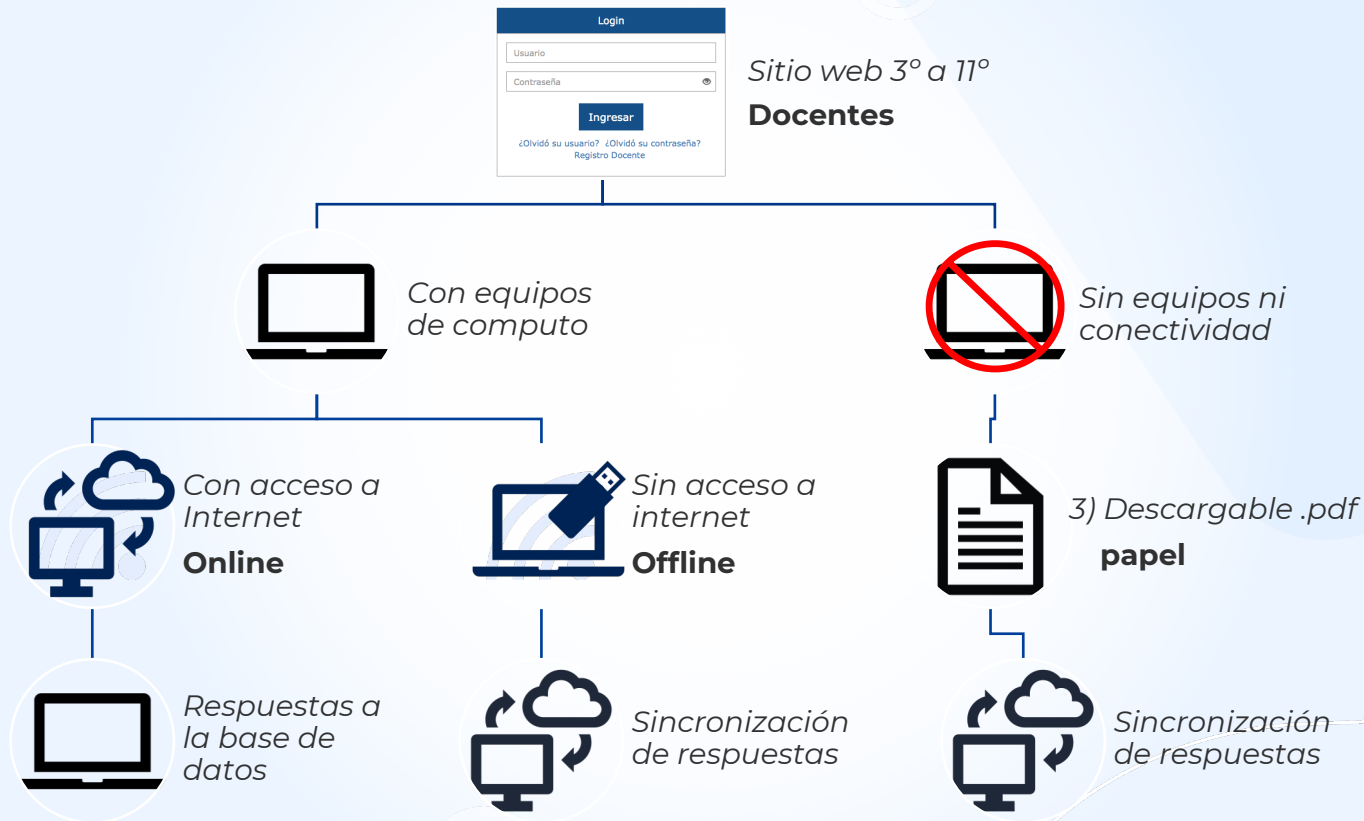 Login
Usuario
Contraseña
Ingresar
¿Olvidó su usuario? ¿Olvidó su contraseña?
Registro Docente
Sitio web 3º a 11º
Docentes
Con equipos
de computo
Sin equipos ni
conectividad
Con acceso a
Internet
Online
Sin acceso a
internet
Offline
3) Descargable .pdf
papel
Respuestas a
la base de
datos
Sincronización
de respuestas
Sincronización
de respuestas